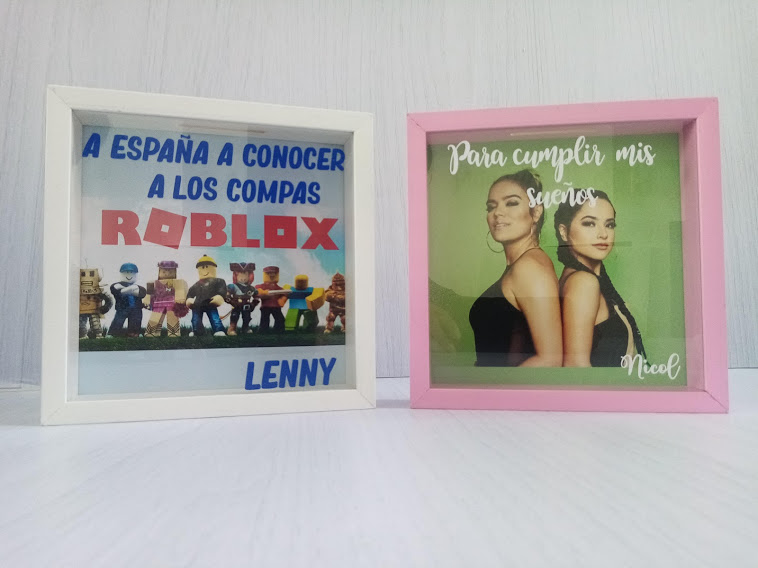 A ESPAÑA A CONOCER
A LOS COMPAS
ROBLOX
LENNY
Para cumplir mis
sueños
Nicol